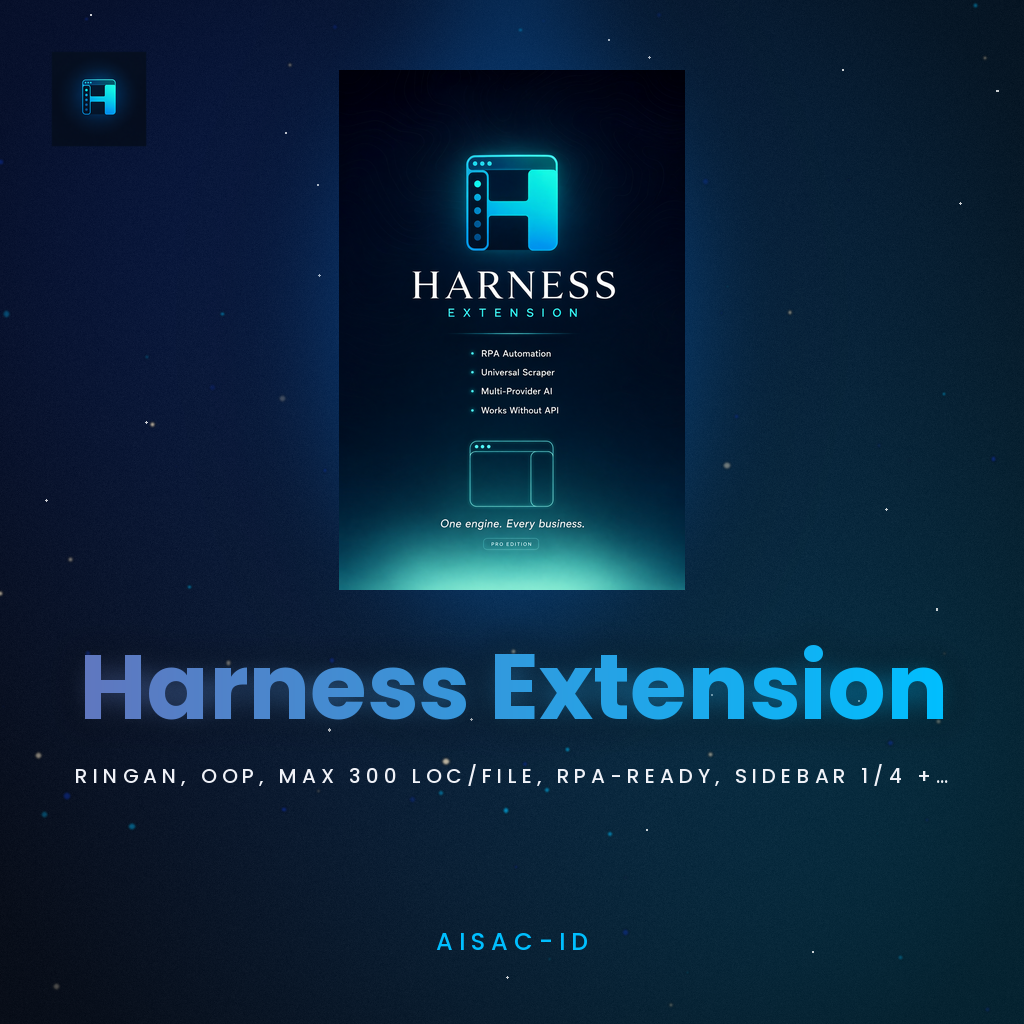 HARNESS
EXTENSION
RPA Automation
Universal Scraper
Multi-Provider AI
Works Without API
One engine. Every business.
PRO EDITION
Harness Extension
RINGAN, OOP, MAX 300 LOC/FILE, RPA-READY, SIDEBAR 1/4 +…
AISAC-ID